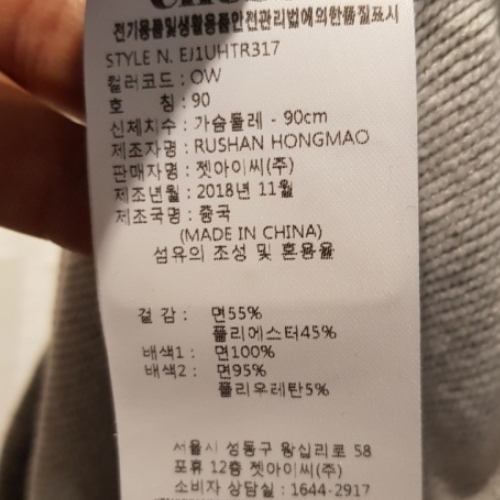 전기용품및생활용품안전관리법에의한품질표시
STYLE N. EJ1UHTR317
컬러코드 : OW
호 칭 : 90
신체치수 : 가슴둘레 - 90cm
제조자명 : RUSHAN HONGMAO
판매자명 : 젯아이씨(주)
제조년월 : 2018년 11월
제조국명 : 중국
(MADE IN CHINA)
섬유의 조성 및 혼용율
겉 감 : 면55%
폴리에스터45%
배색1 : 면100%
배색2 : 면95%
폴리우레탄5%
서울시 성동구 왕십리로 58
포휴 12층 젯아이씨(주)
소비자 상담실 : 1644-2917